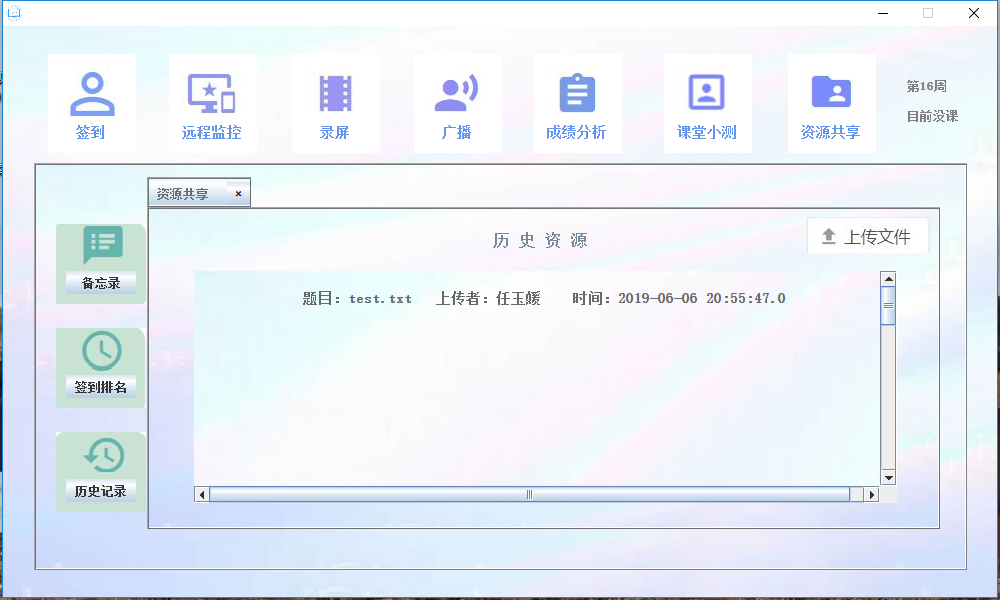 签到
远程监控
录屏
广播
成绩分析
课堂小测
资源共享
第16周
目前没课
资源共享 ×
历 史 资 源
上传文件
备忘录
题目：test.txt 上传者：任玉媛 时间：2019-06-06 20:55:47.0
签到排名
历史记录